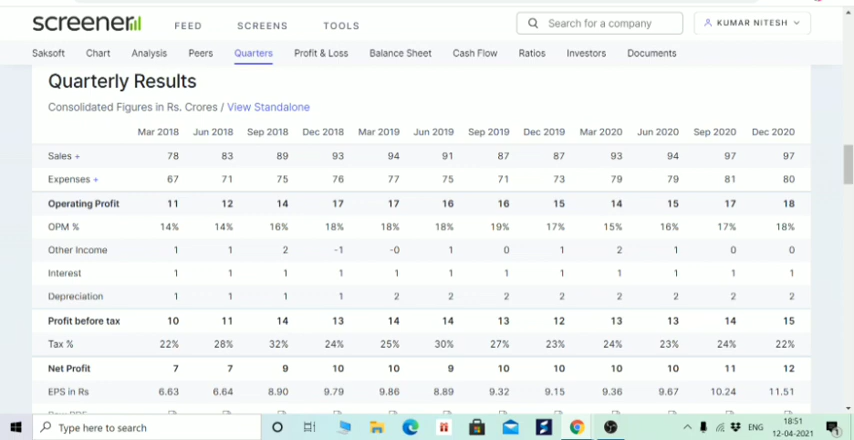 screener
FEED SCREENS TOOLS
Search for a company
KUMAR NITESH
Saksoft Chart Analysis Peers Quarters Profit & Loss Balance Sheet Cash Flow Ratios Investors Documents
Quarterly Results
Consolidated Figures in Rs. Crores / View Standalone
Mar 2018 Jun 2018 Sep 2018 Dec 2018 Mar 2019 Jun 2019 Sep 2019 Dec 2019 Mar 2020 Jun 2020 Sep 2020 Dec 2020
Sales + 78 83 89 93 94 91 87 87 93 94 97 97
Expenses + 67 71 75 76 77 75 71 73 79 79 81 80
Operating Profit 11 12 14 17 17 16 16 15 14 15 17 18
OPM % 14% 14% 16% 18% 18% 18% 19% 17% 15% 16% 17% 18%
Other Income 1 1 2 -1 -0 1 0 1 2 1 0 0
Interest 1 1 1 1 1 1 1 1 1 1 1 1
Depreciation 1 1 1 1 2 2 2 2 2 2 2 2
Profit before tax 10 11 14 13 14 14 13 12 13 13 14 15
Tax % 22% 28% 32% 24% 25% 30% 27% 23% 24% 23% 24% 22%
Net Profit 7 7 9 10 10 9 10 10 10 10 11 12
EPS in Rs 6.63 6.64 8.90 9.79 9.86 8.89 9.32 9.15 9.36 9.67 10.24 11.51
Type here to search
ENG
18:51
12-04-2021